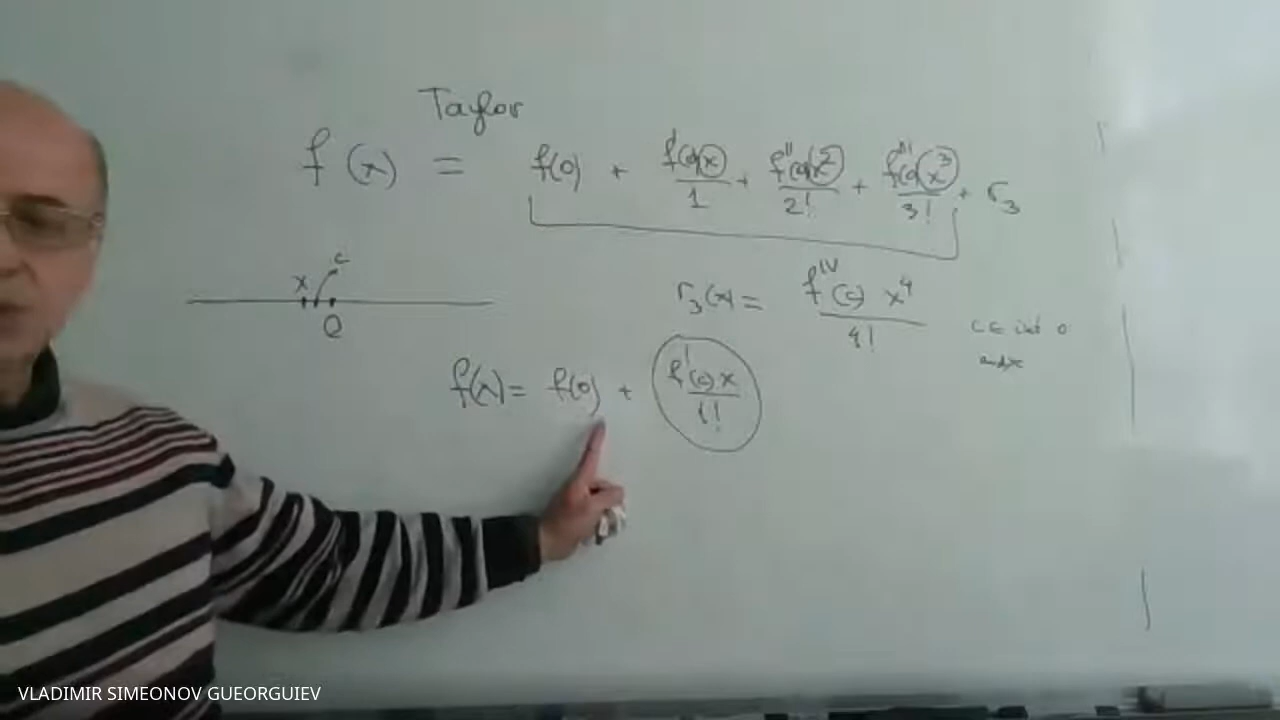 Taylor
f(x) = f(0) + f'(0)x/1 + f''(0)x²/2! + f'''(0)x³/3! + r₃
x c
0
r₃(x) = f^IV(c) x⁴/4!
c ∈ int 0
and x
f(x) = f(0) + f'(c)x/1!
VLADIMIR SIMEONOV GUEORGUIEV